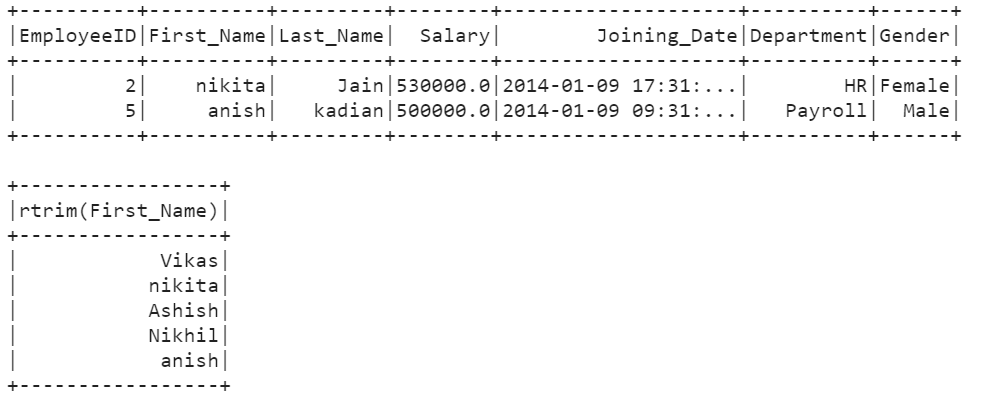 +----------+----------+---------+--------+--------------------+----------+------+
|EmployeeID|First_Name|Last_Name|  Salary|        Joining_Date|Department|Gender|
+----------+----------+---------+--------+--------------------+----------+------+
|         2|    nikita|     Jain|530000.0|2014-01-09 17:31:...|        HR|Female|
|         5|     anish|   kadian|500000.0|2014-01-09 09:31:...|   Payroll|  Male|
+----------+----------+---------+--------+--------------------+----------+------+

+-----------------+
|rtrim(First_Name)|
+-----------------+
|            Vikas|
|           nikita|
|           Ashish|
|           Nikhil|
|            anish|
+-----------------+